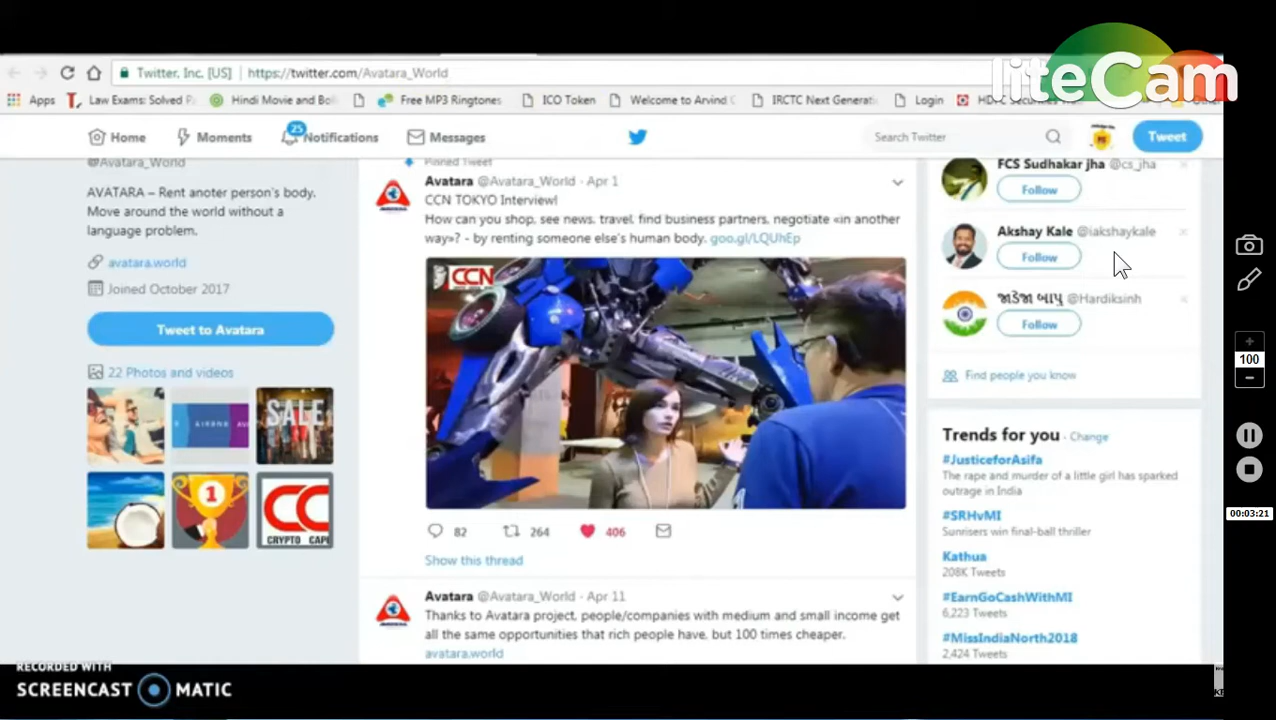 liteCam
Twitter, Inc. [US] https://twitter.com/Avatara_World
Apps Law Exams: Solved Hindi Movie and Free MP3 Ringtones ICO Token Welcome to Arvind IRCTC Next Generati Login
Home Moments 25 Notifications Messages Search Twitter Tweet
@Avatara_World
AVATARA – Rent anoter person's body.
Move around the world without a
language problem.
avatara.world
Joined October 2017
Tweet to Avatara
22 Photos and videos
AIRBNB
SALE
1
CC
CRYPTO
Pinned Tweet
Avatara @Avatara_World · Apr 1
CCN TOKYO Interview!
How can you shop, see news, travel, find business partners, negotiate «in another
way»? - by renting someone else's human body. goo.gl/LQUhEp
CCN
82 264 406
Show this thread
Avatara @Avatara_World · Apr 11
Thanks to Avatara project, people/companies with medium and small income get
all the same opportunities that rich people have, but 100 times cheaper.
avatara.world
FCS Sudhakar jha @cs_jha
Follow
Akshay Kale @iakshaykale
Follow
જાડેજા બાપુ @Hardiksinh
Follow
Find people you know
Trends for you · Change
#JusticeforAsifa
The rape and murder of a little girl has sparked
outrage in India
#SRHvMI
Sunrisers win final-ball thriller
Kathua
208K Tweets
#EarnGoCashWithMI
6,223 Tweets
#MissIndiaNorth2018
2,424 Tweets
100
00:03:21
RECORDED WITH
SCREENCAST MATIC